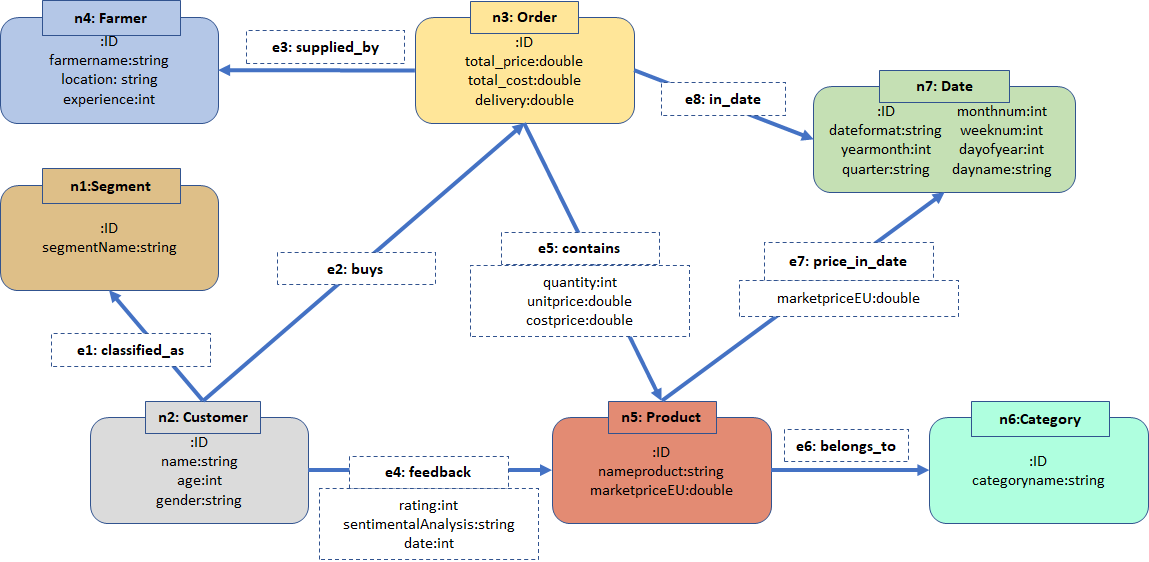 n4: Farmer
:ID
farmername:string
location: string
experience:int
e3: supplied_by
n3: Order
:ID
total_price:double
total_cost:double
delivery:double
e8: in_date
n7: Date
:ID
dateformat:string
yearmonth:int
quarter:string
monthnum:int
weeknum:int
dayofyear:int
dayname:string
n1:Segment
:ID
segmentName:string
e2: buys
e5: contains
quantity:int
unitprice:double
costprice:double
e7: price_in_date
marketpriceEU:double
e1: classified_as
n2: Customer
:ID
name:string
age:int
gender:string
e4: feedback
rating:int
sentimentalAnalysis:string
date:int
n5: Product
:ID
nameproduct:string
marketpriceEU:double
e6: belongs_to
n6:Category
:ID
categoryname:string